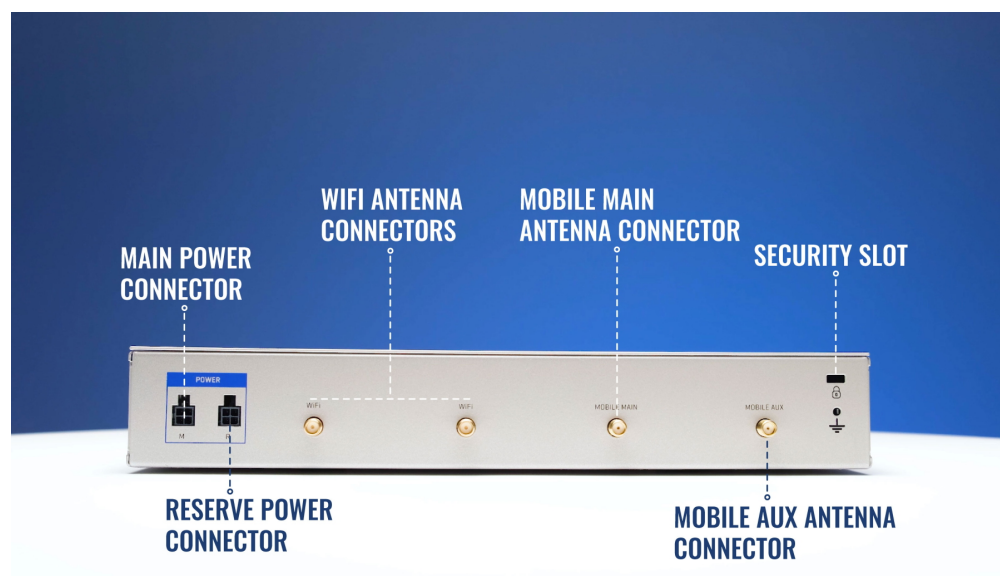 WIFI ANTENNA
CONNECTORS
MOBILE MAIN
ANTENNA CONNECTOR
MAIN POWER
CONNECTOR
SECURITY SLOT
POWER
WiFi
WiFi
MOBILE MAIN
MOBILE AUX
M
R
RESERVE POWER
CONNECTOR
MOBILE AUX ANTENNA
CONNECTOR